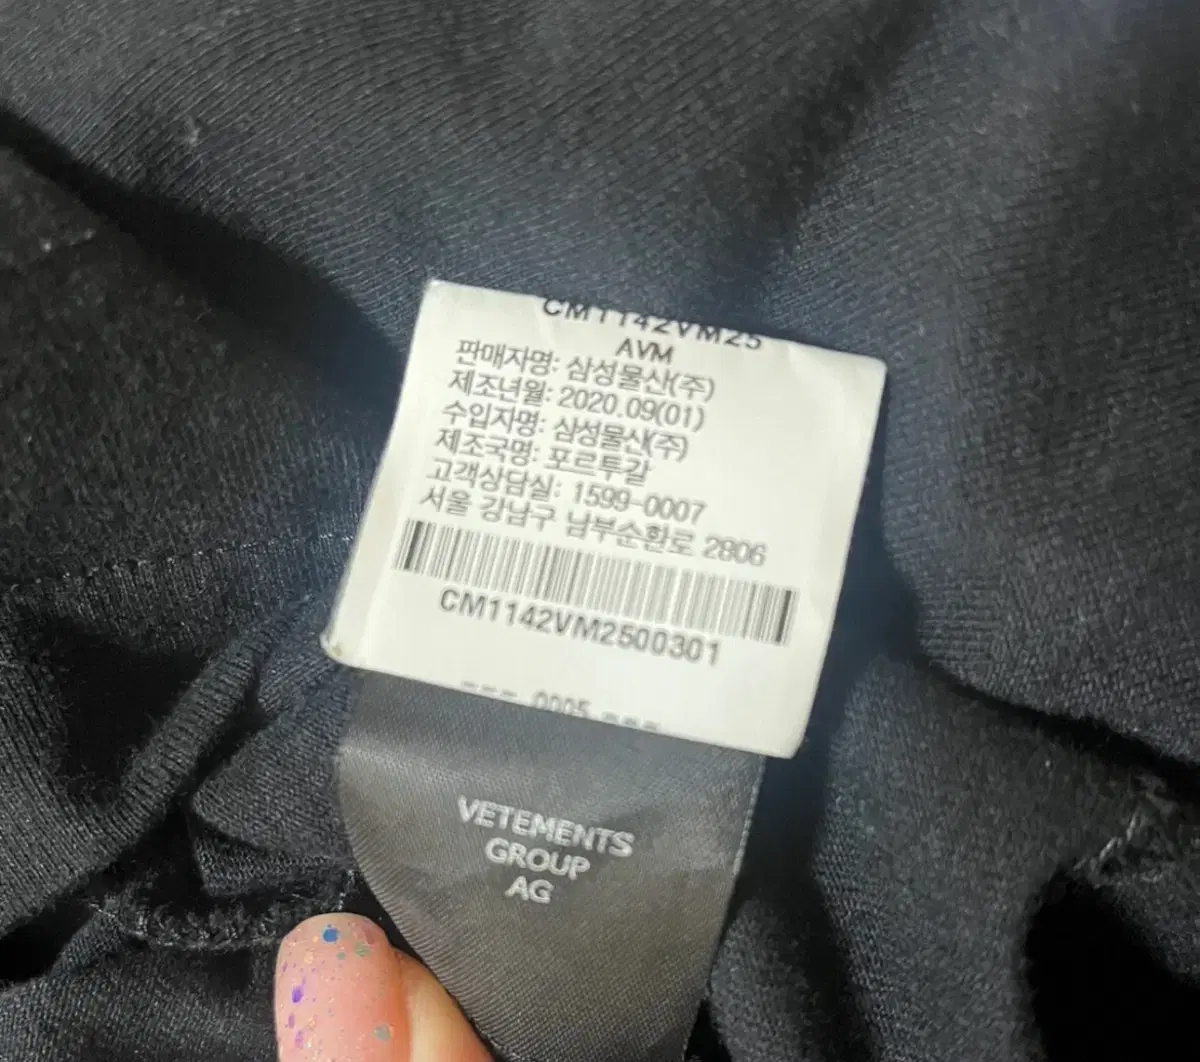 CM1142VM25
AVM
판매자명: 삼성물산(주)
제조년월: 2020.09(01)
수입자명: 삼성물산(주)
제조국명: 포르투갈
고객상담실: 1599-0007
서울 강남구 남부순환로 2806
CM1142VM2500301
0005
VETEMENTS
GROUP
AG